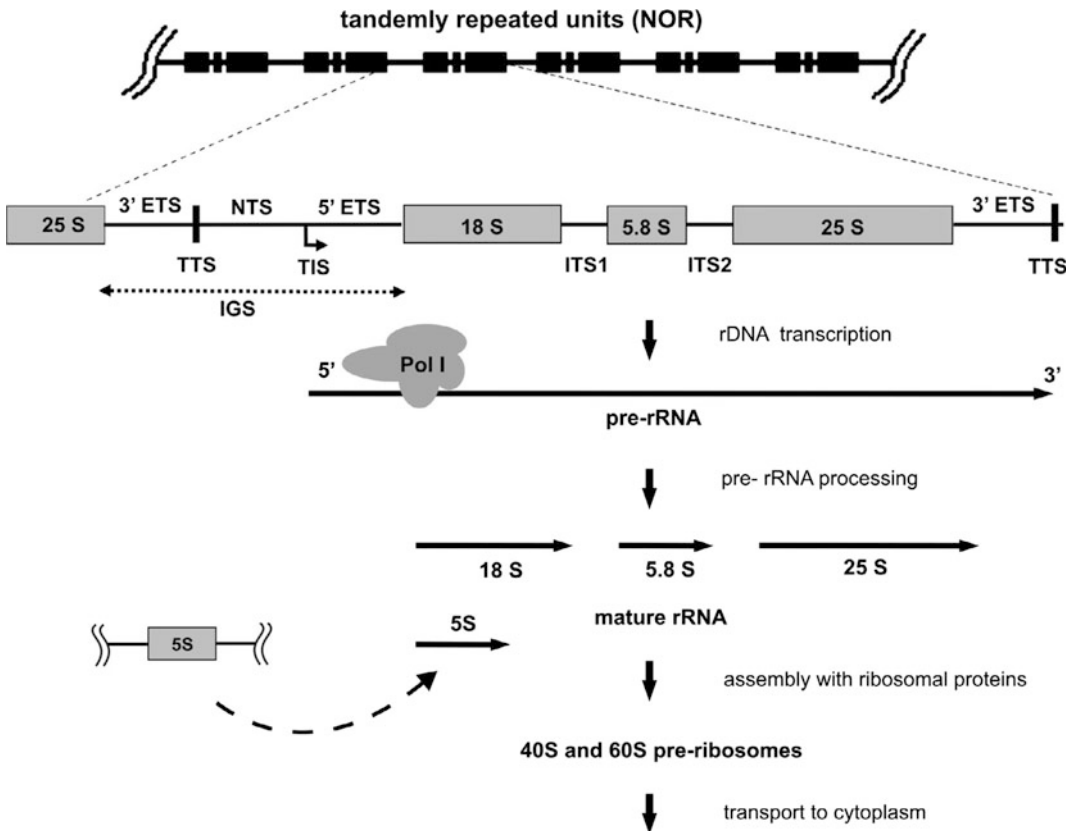 tandemly repeated units (NOR)
25 S 3' ETS NTS 5' ETS 18 S 5.8 S 25 S 3' ETS
TTS TIS ITS1 ITS2 TTS
IGS
rDNA transcription
5' Pol I 3'
pre-rRNA
pre- rRNA processing
18 S 5.8 S 25 S
mature rRNA
5S 5S
assembly with ribosomal proteins
40S and 60S pre-ribosomes
transport to cytoplasm